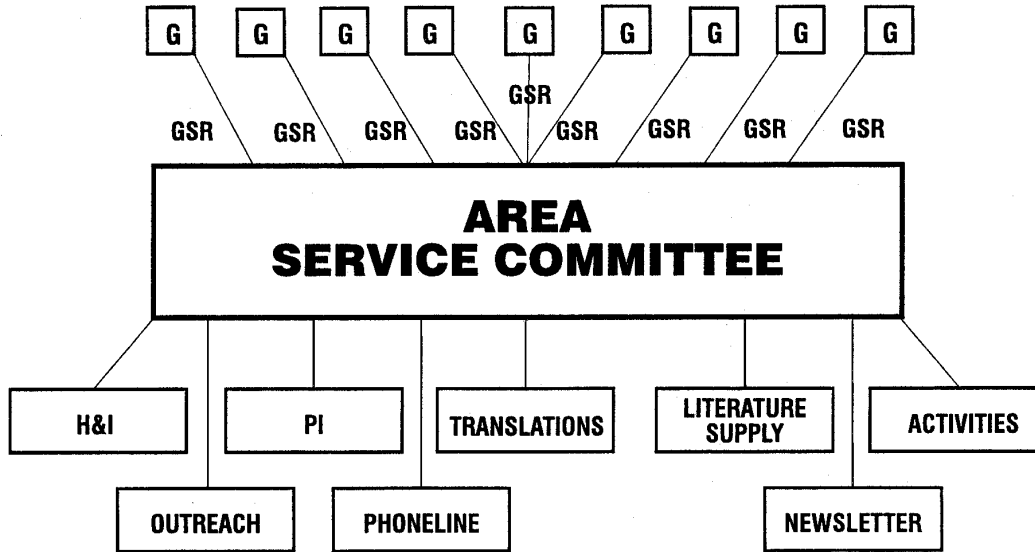 G G G G G G G G G
GSR
GSR GSR GSR GSR GSR GSR GSR GSR
AREA
SERVICE COMMITTEE
H&I PI TRANSLATIONS LITERATURE SUPPLY ACTIVITIES
OUTREACH PHONELINE NEWSLETTER